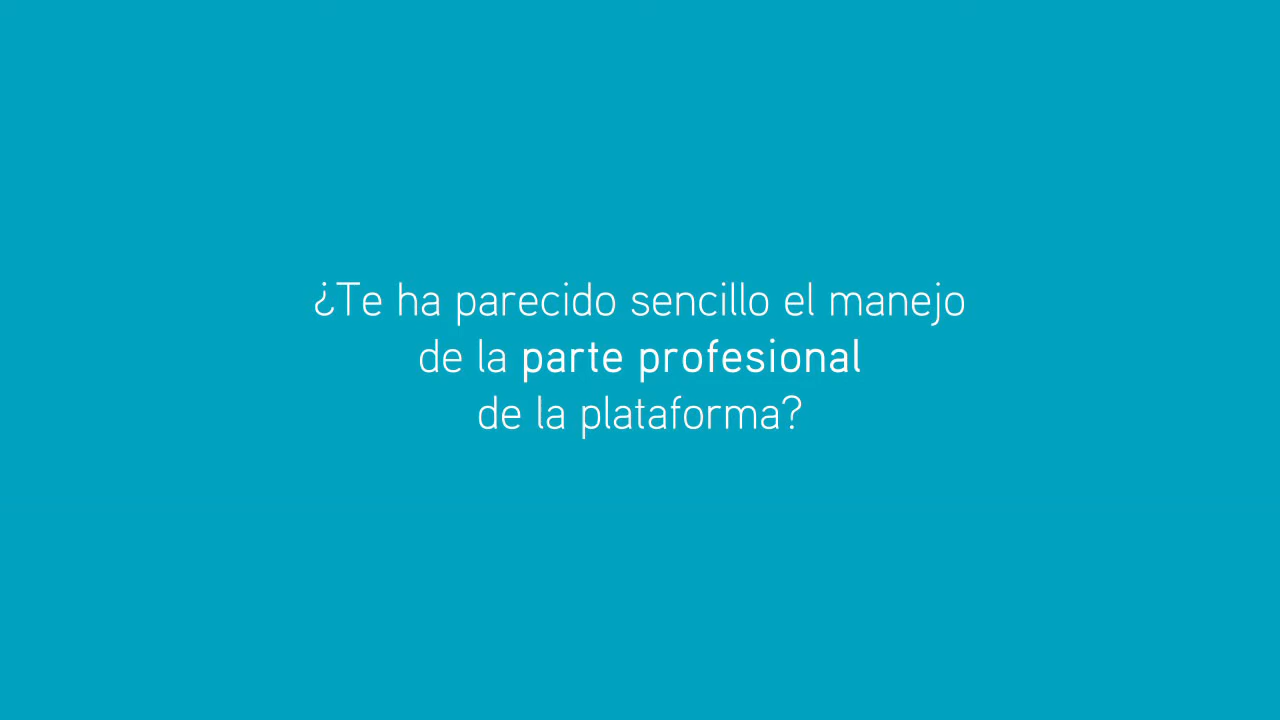 ¿Te ha parecido sencillo el manejo
de la parte profesional
de la plataforma?